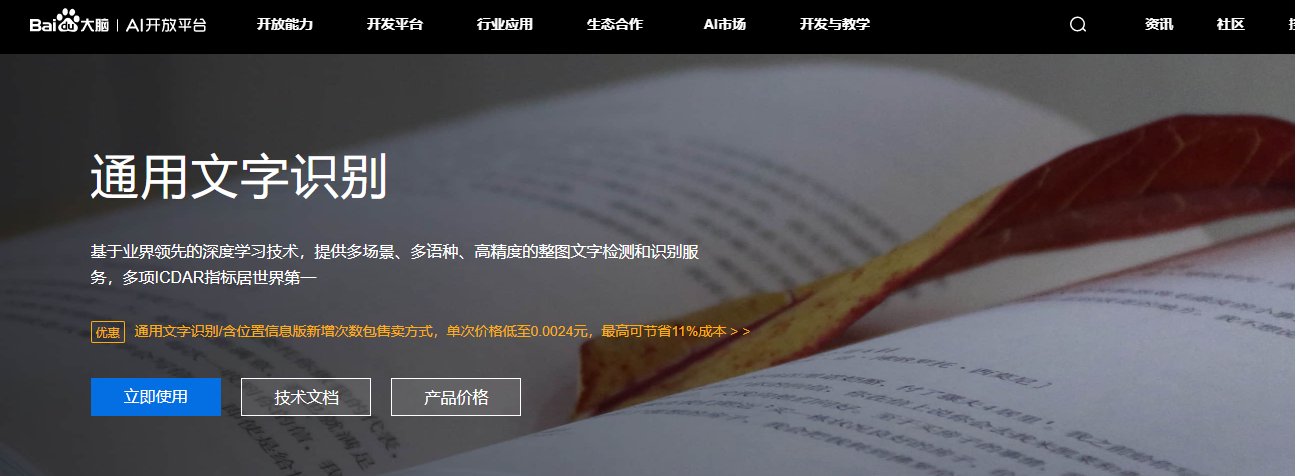 Bai du 大脑 | AI开放平台
开放能力 开发平台 行业应用 生态合作 AI市场 开发与教学 资讯 社区
通用文字识别
基于业界领先的深度学习技术，提供多场景、多语种、高精度的整图文字检测和识别服
务，多项ICDAR指标居世界第一
优惠 通用文字识别/含位置信息版新增次数包售卖方式，单次价格低至0.0024元，最高可节省11%成本 > >
立即使用 技术文档 产品价格